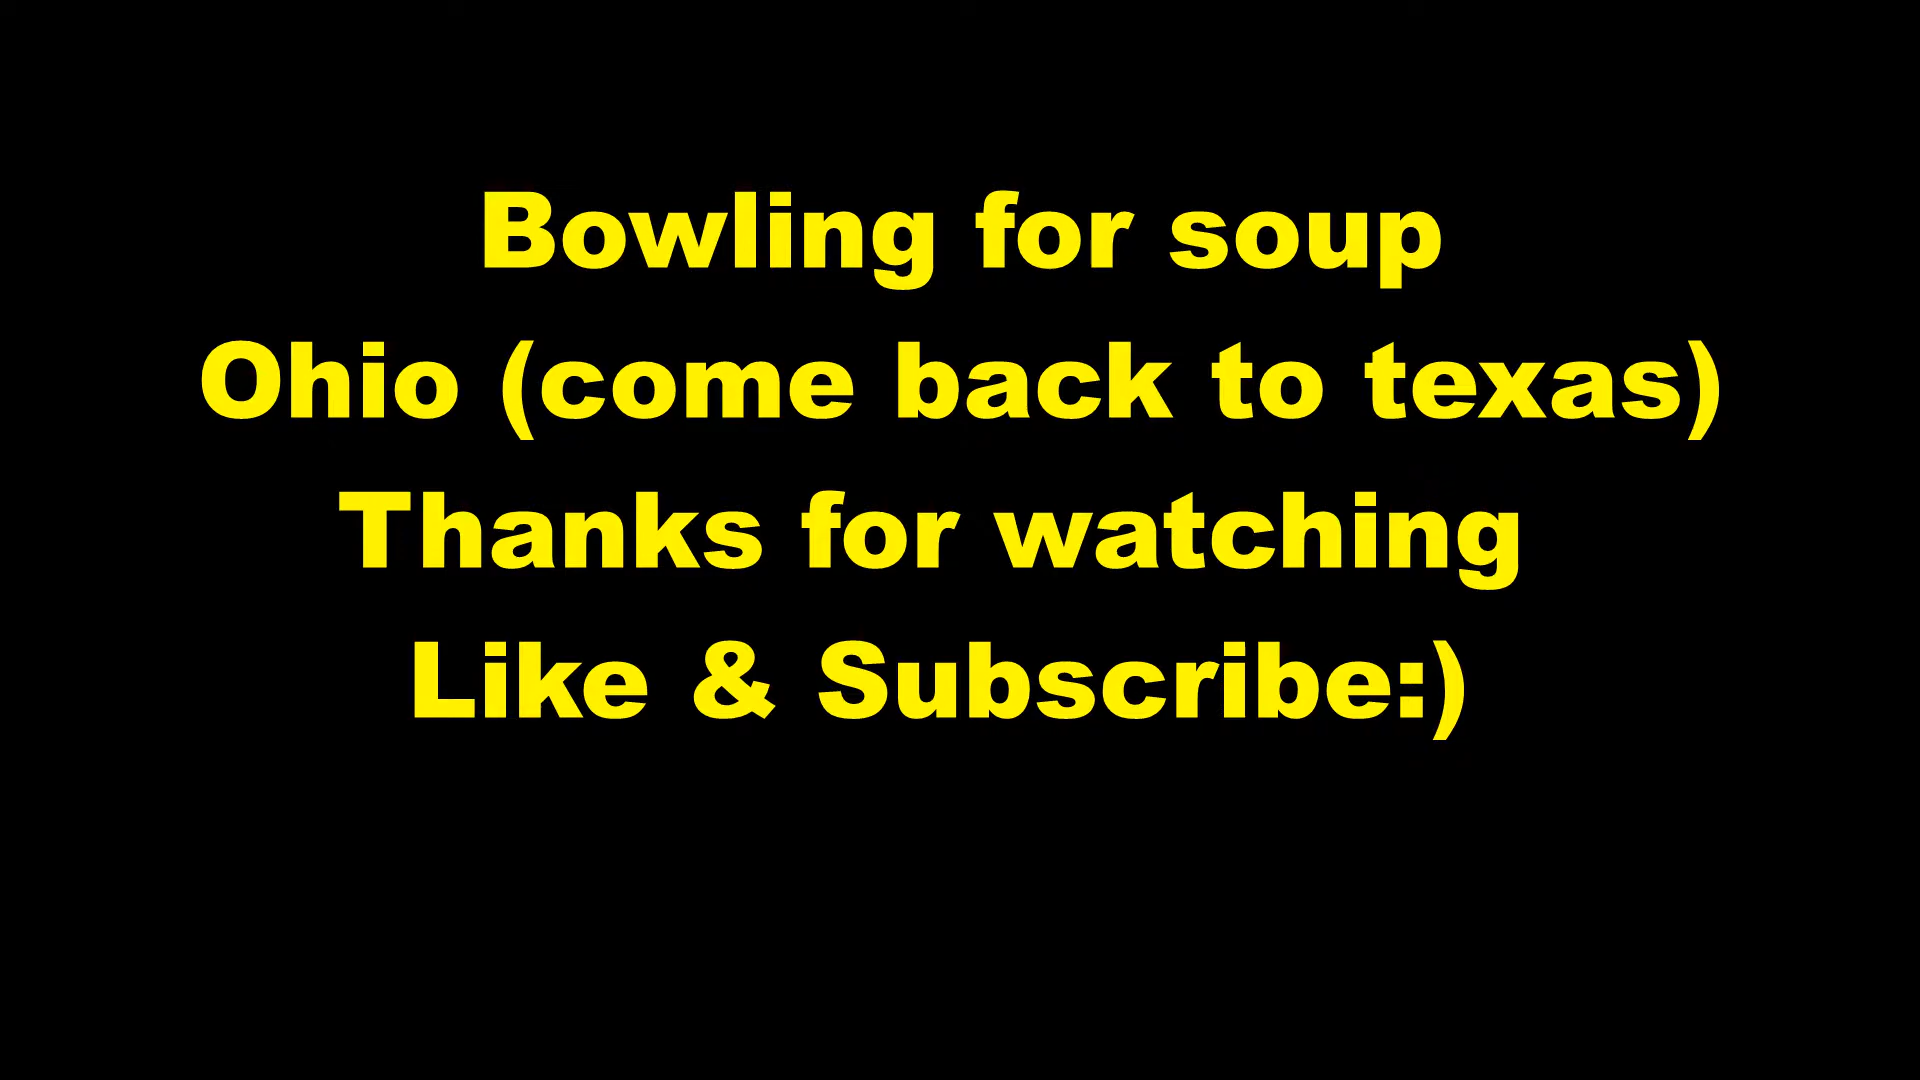 Bowling for soup
Ohio (come back to texas)
Thanks for watching
Like & Subscribe:)